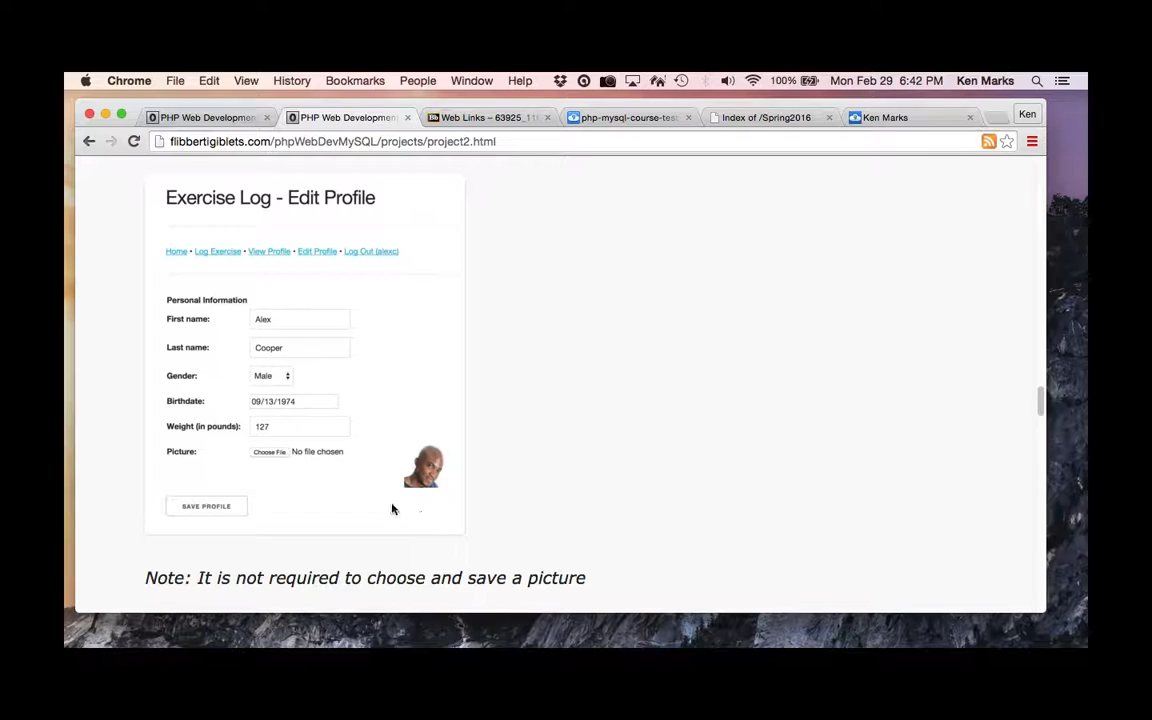 Chrome File Edit View History Bookmarks People Window Help 100% Mon Feb 29 6:42 PM Ken Marks
PHP Web Developmen × PHP Web Developmen × Web Links – 63925_11 × php-mysql-course-test × Index of /Spring2016 × Ken Marks × Ken
flibbertigiblets.com/phpWebDevMySQL/projects/project2.html
Exercise Log - Edit Profile
Home • Log Exercise • View Profile • Edit Profile • Log Out (alexc)
Personal Information
First name: Alex
Last name: Cooper
Gender: Male
Birthdate: 09/13/1974
Weight (in pounds): 127
Picture: Choose File No file chosen
SAVE PROFILE
Note: It is not required to choose and save a picture